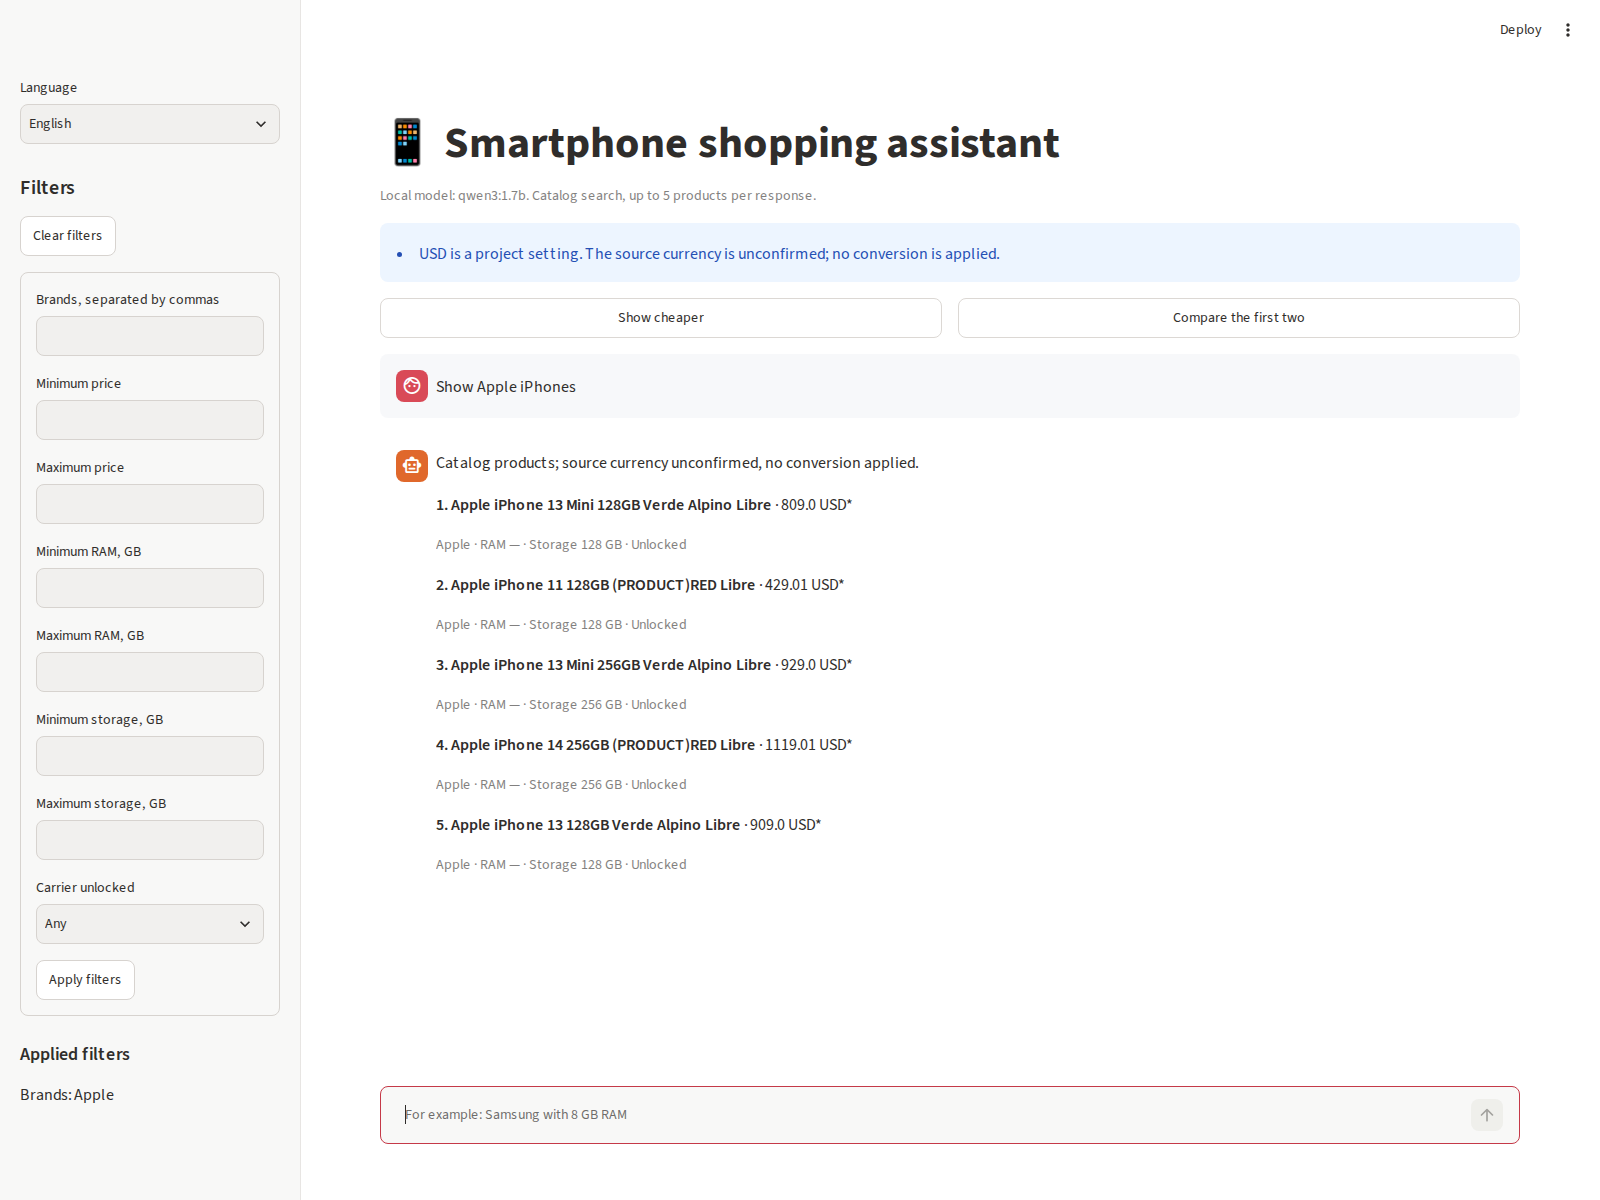 Deploy
Language
English
Filters
Clear filters
Brands, separated by commas
Minimum price
Maximum price
Minimum RAM, GB
Maximum RAM, GB
Minimum storage, GB
Maximum storage, GB
Carrier unlocked
Any
Apply filters
Applied filters
Brands: Apple
Smartphone shopping assistant
Local model: qwen3:1.7b. Catalog search, up to 5 products per response.
• USD is a project setting. The source currency is unconfirmed; no conversion is applied.
Show cheaper
Compare the first two
Show Apple iPhones
Catalog products; source currency unconfirmed, no conversion applied.
1. Apple iPhone 13 Mini 128GB Verde Alpino Libre · 809.0 USD*
Apple · RAM — · Storage 128 GB · Unlocked
2. Apple iPhone 11 128GB (PRODUCT)RED Libre · 429.01 USD*
Apple · RAM — · Storage 128 GB · Unlocked
3. Apple iPhone 13 Mini 256GB Verde Alpino Libre · 929.0 USD*
Apple · RAM — · Storage 256 GB · Unlocked
4. Apple iPhone 14 256GB (PRODUCT)RED Libre · 1119.01 USD*
Apple · RAM — · Storage 256 GB · Unlocked
5. Apple iPhone 13 128GB Verde Alpino Libre · 909.0 USD*
Apple · RAM — · Storage 128 GB · Unlocked
For example: Samsung with 8 GB RAM